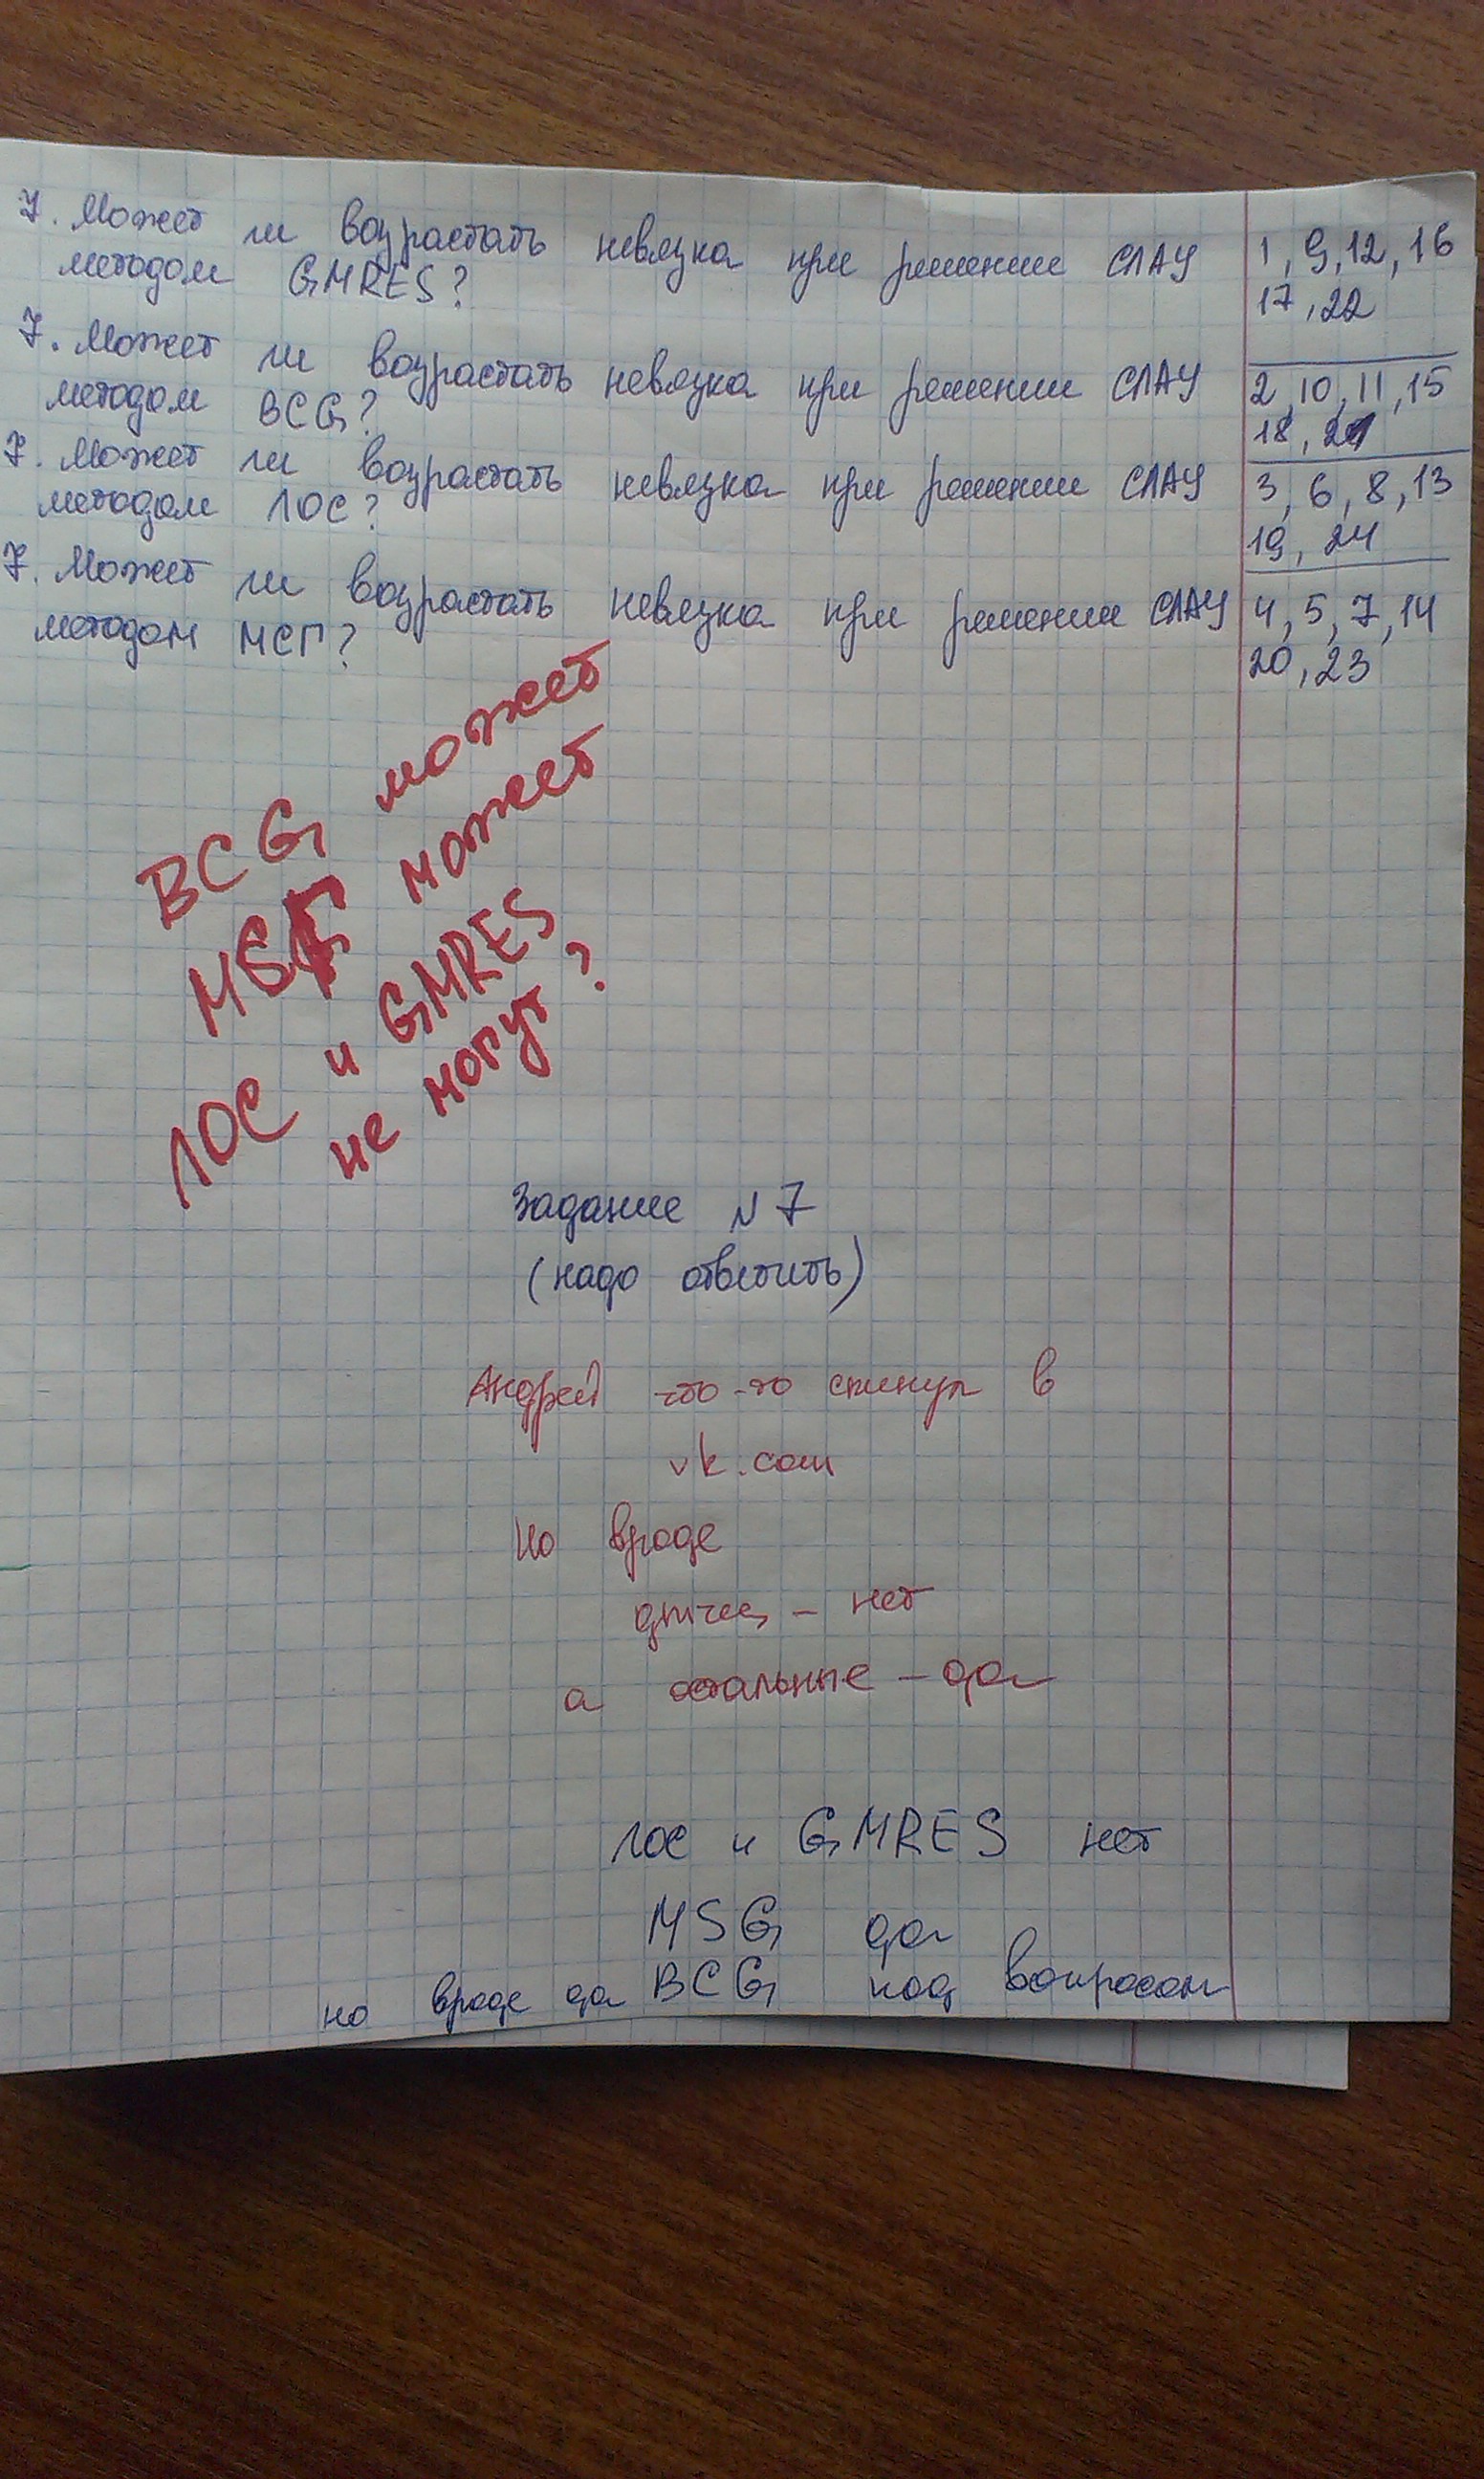 7. Может ли возрастать невязка при решении СЛАУ
методом GMRES?
1, 9, 12, 16
17, 22
7. Может ли возрастать невязка при решении СЛАУ
методом BCG?
2, 10, 11, 15
18, 21
7. Может ли возрастать невязка при решении СЛАУ
методом ЛОС?
3, 6, 8, 13
19, 24
7. Может ли возрастать невязка при решении СЛАУ
методом МСГ?
4, 5, 7, 14
20, 23
BCG может
MSG может
ЛОС и GMRES
не могут?
Задание N 7
(надо ответить)
Андрей что-то скинул в
vk.com
Но вроде
- нет
а остальные - да
ЛОС и GMRES нет
MSG да
но вроде да BCG под вопросом